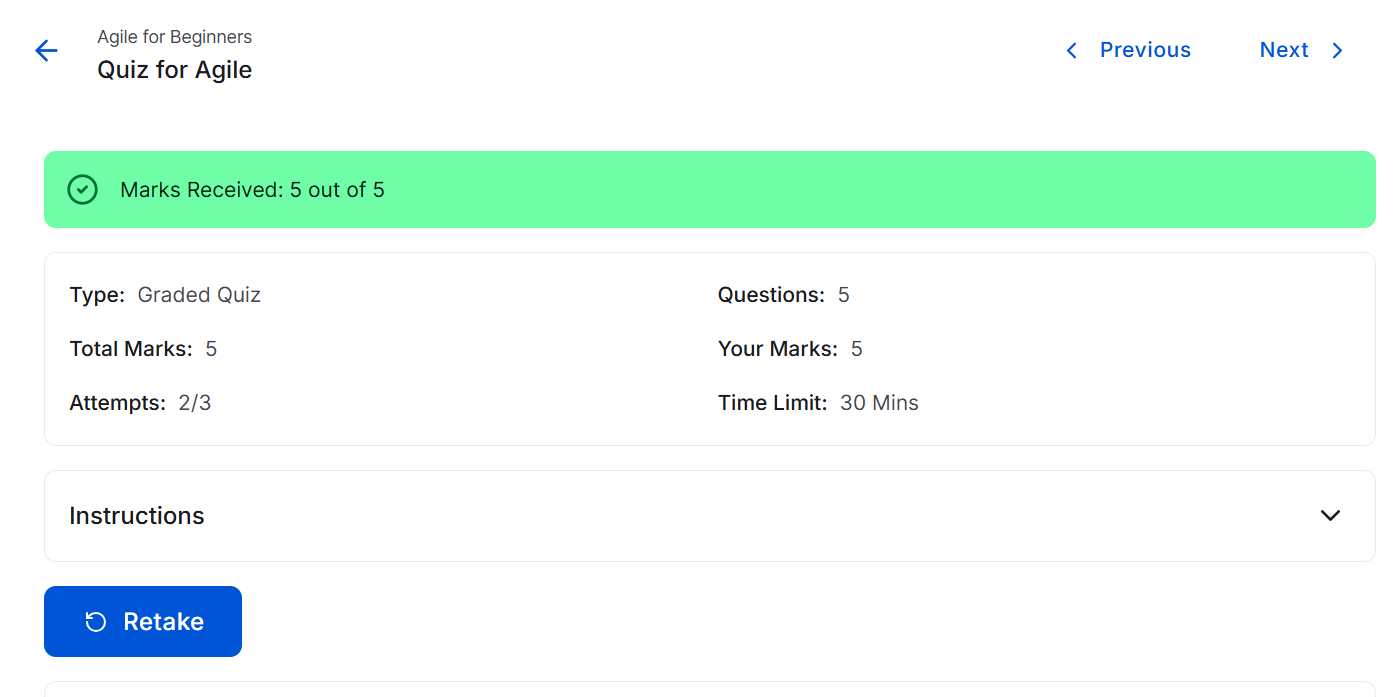 Agile for Beginners
Quiz for Agile
Previous
Next
Marks Received: 5 out of 5
Type: Graded Quiz
Questions: 5
Total Marks: 5
Your Marks: 5
Attempts: 2/3
Time Limit: 30 Mins
Instructions
Retake